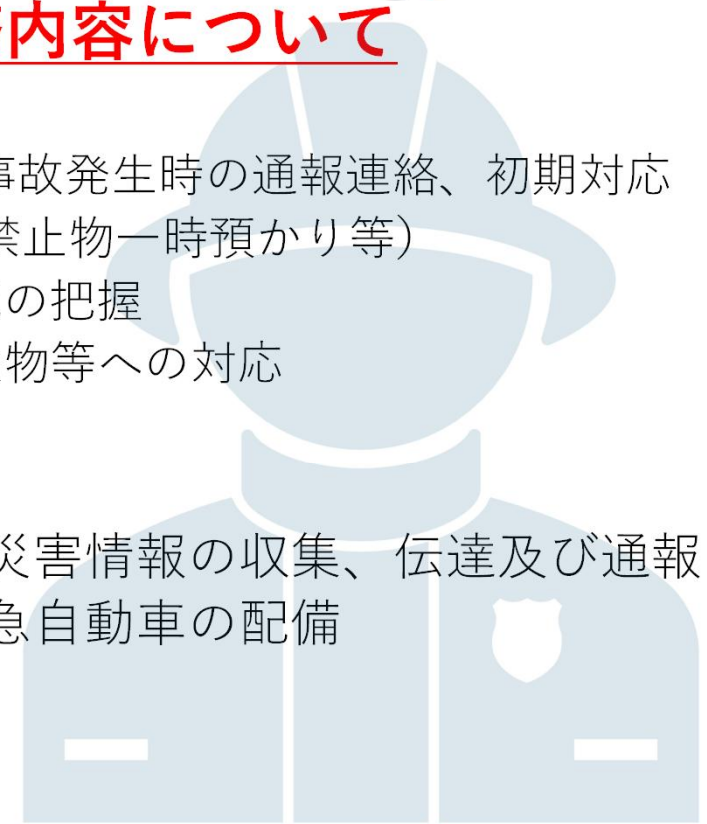 内容について
事故発生時の通報連絡、初期対応
禁止物一時預かり等）
の把握
物等への対応
災害情報の収集、伝達及び通報
急自動車の配備